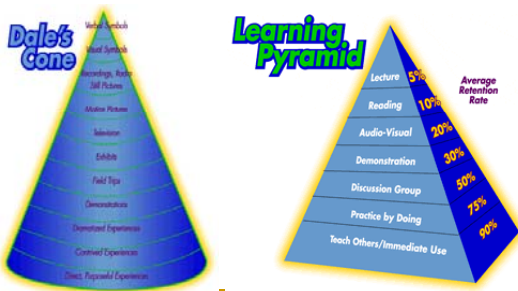 Dale's
Cone
Verbal Symbols
Visual Symbols
Recordings, Radio
Still Pictures
Motion Pictures
Television
Exhibits
Field Trips
Demonstrations
Dramatized Experiences
Contrived Experiences
Direct, Purposeful Experiences
Learning
Pyramid
Average
Retention
Rate
Lecture 5%
Reading 10%
Audio-Visual 20%
Demonstration 30%
Discussion Group 50%
Practice by Doing 75%
Teach Others/Immediate Use 90%